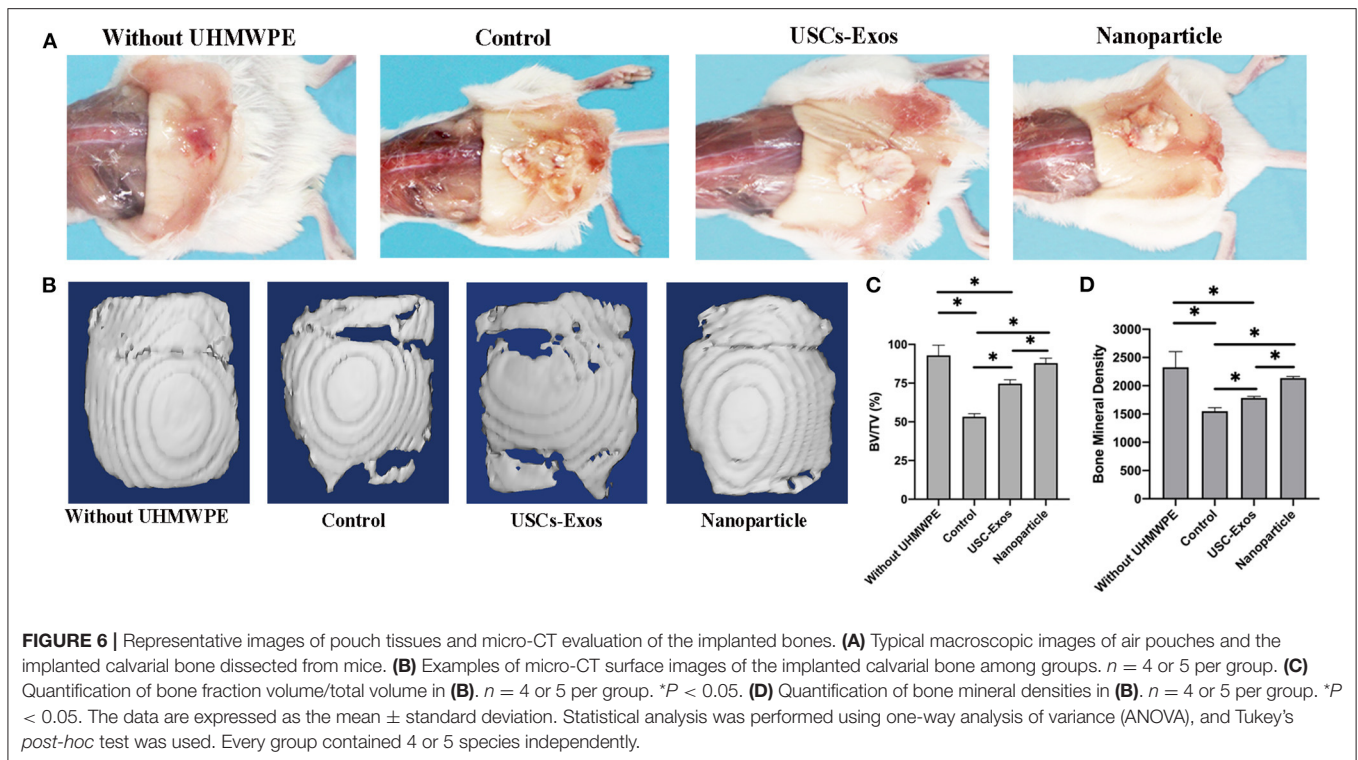 A
Without UHMWPE
Control
USCs-Exos
Nanoparticle
B
Without UHMWPE
Control
USCs-Exos
Nanoparticle
C
*
*
*
*
*
BV/TV (%)
100
75
50
25
0
Without UHMWPE
Control
USC-Exos
Nanoparticle
D
*
*
*
*
*
Bone Mineral Density
3000
2500
2000
1500
1000
500
0
Without UHMWPE
Control
USC-Exos
Nanoparticle
FIGURE 6 | Representative images of pouch tissues and micro-CT evaluation of the implanted bones. (A) Typical macroscopic images of air pouches and the
implanted calvarial bone dissected from mice. (B) Examples of micro-CT surface images of the implanted calvarial bone among groups. n = 4 or 5 per group. (C)
Quantification of bone fraction volume/total volume in (B). n = 4 or 5 per group. *P < 0.05. (D) Quantification of bone mineral densities in (B). n = 4 or 5 per group. *P
< 0.05. The data are expressed as the mean ± standard deviation. Statistical analysis was performed using one-way analysis of variance (ANOVA), and Tukey's
post-hoc test was used. Every group contained 4 or 5 species independently.